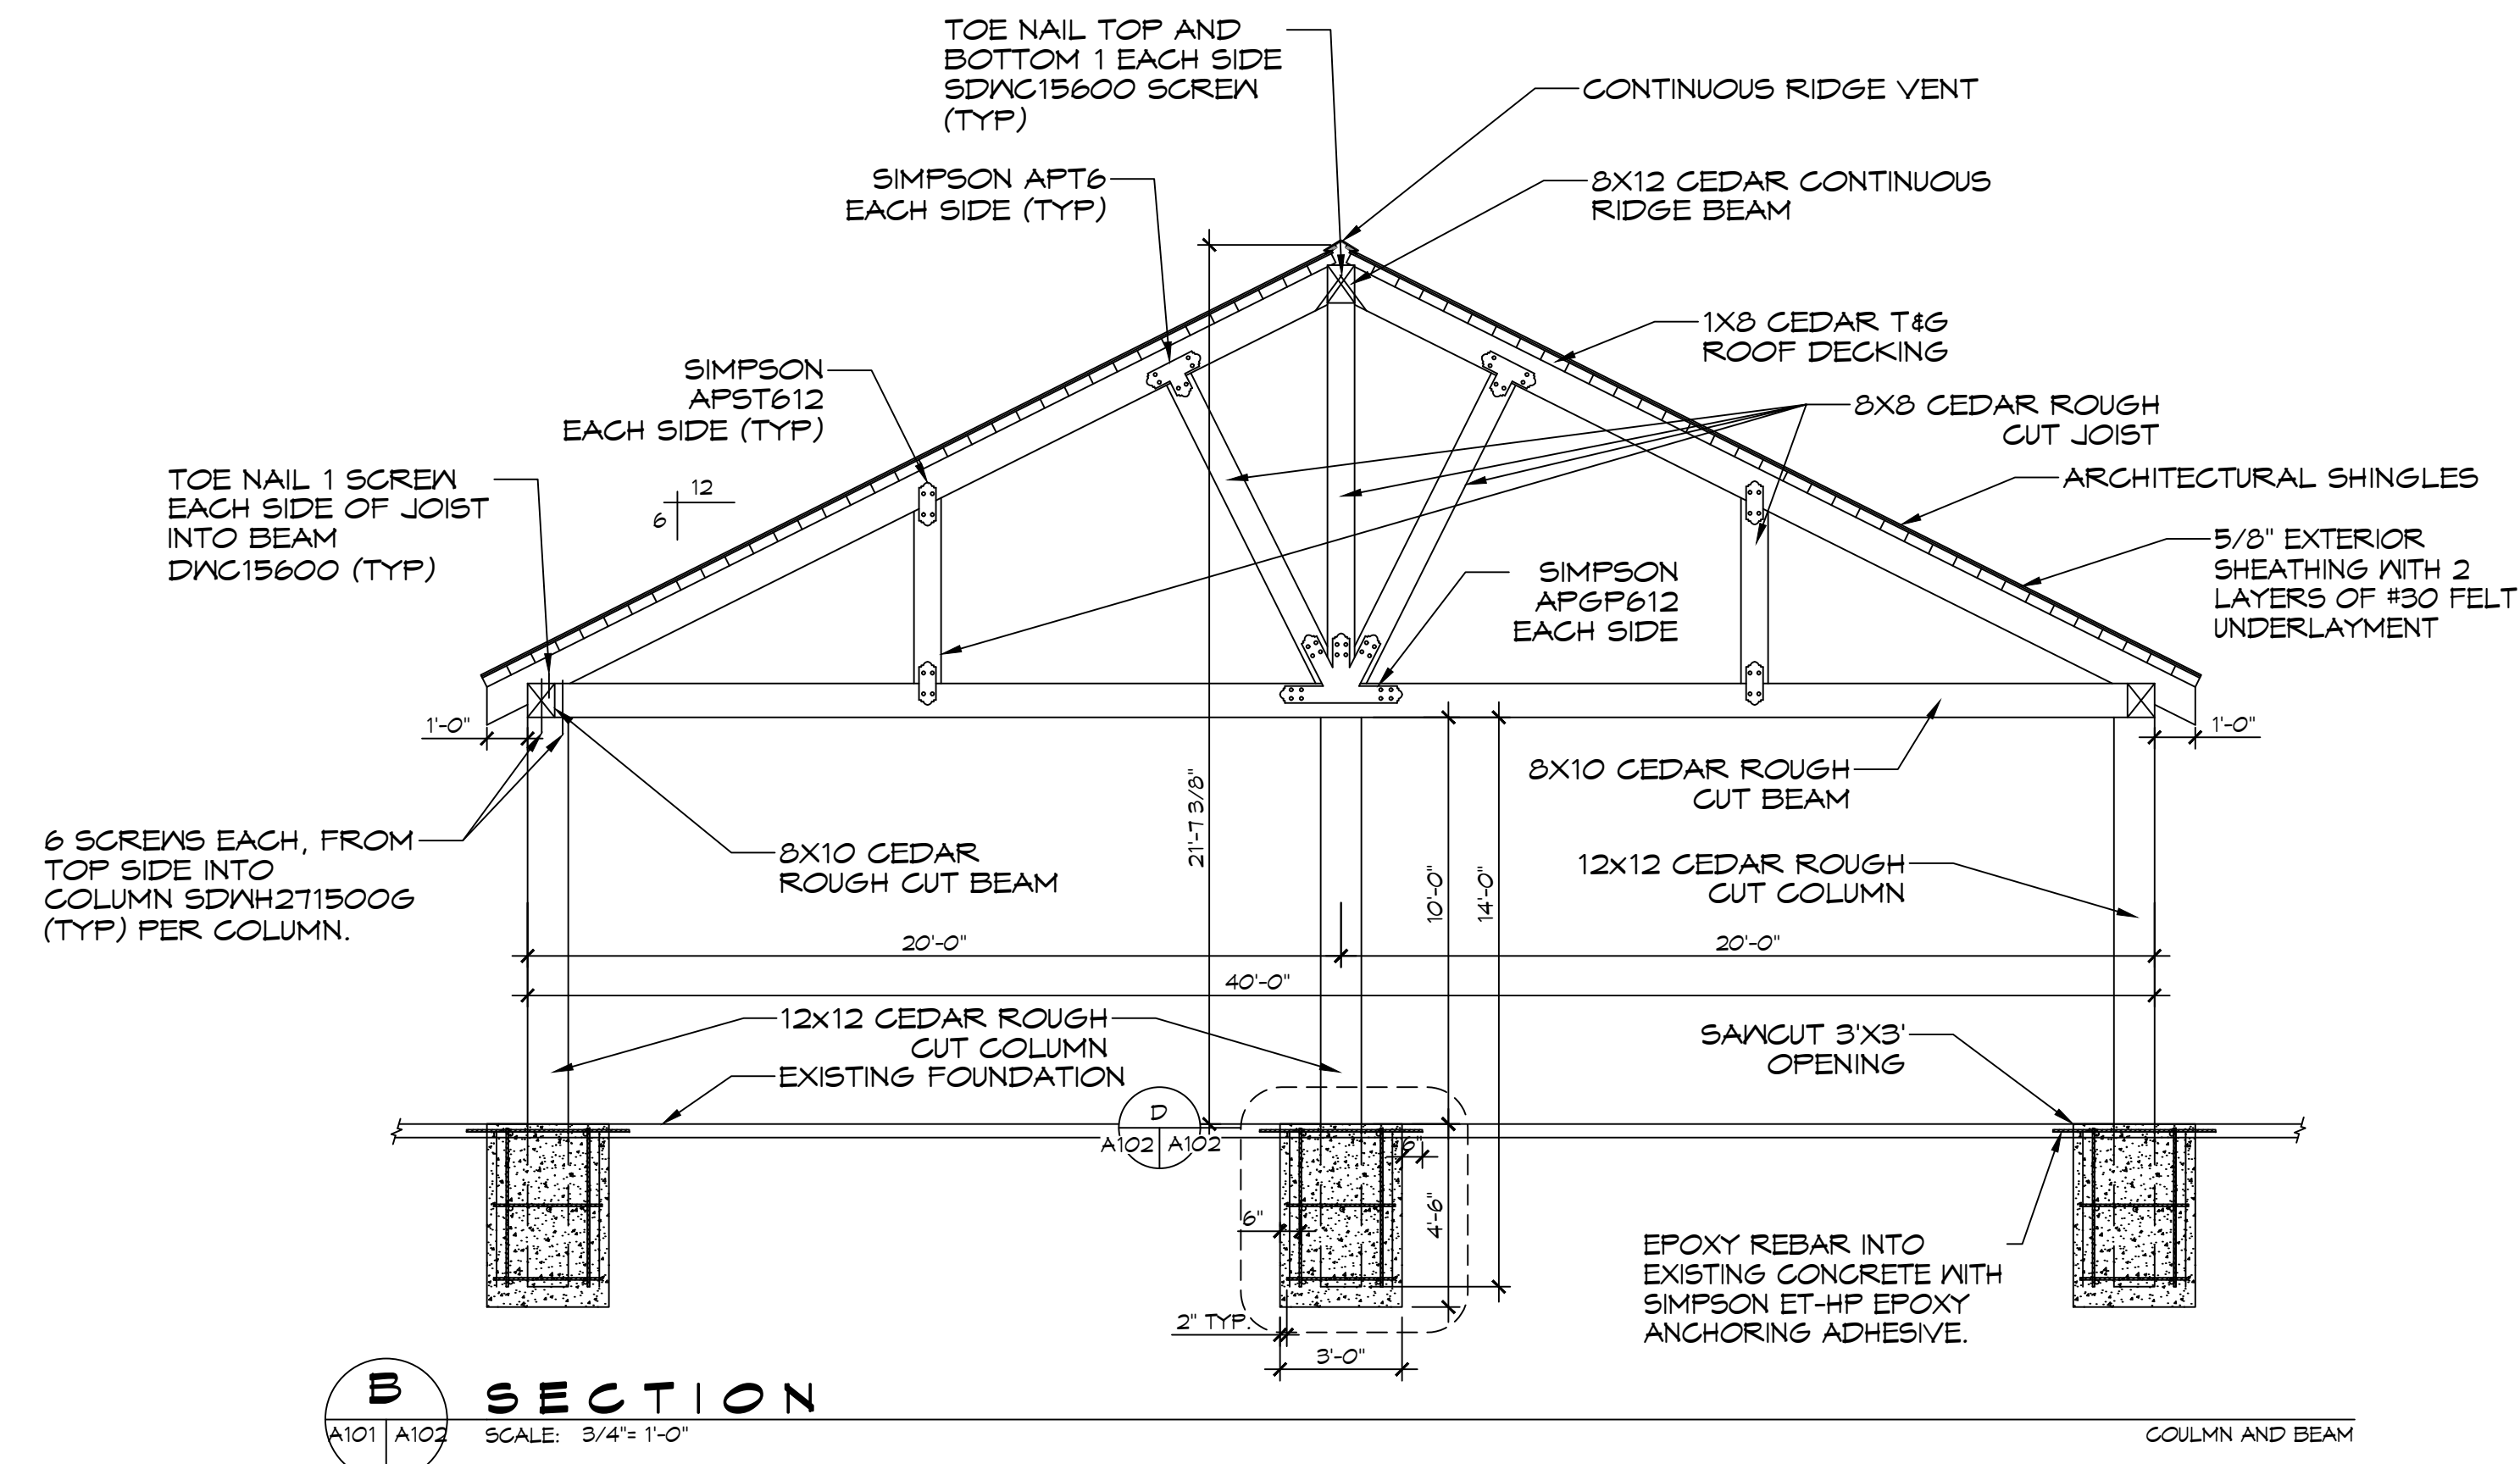 TOE NAIL TOP AND
BOTTOM 1 EACH SIDE
SDWC15600 SCREW
(TYP)
CONTINUOUS RIDGE VENT
SIMPSON APT6
EACH SIDE (TYP)
8X12 CEDAR CONTINUOUS
RIDGE BEAM
1X8 CEDAR T&G
ROOF DECKING
SIMPSON
APST612
EACH SIDE (TYP)
8X8 CEDAR ROUGH
CUT JOIST
TOE NAIL 1 SCREW
EACH SIDE OF JOIST
INTO BEAM
DWC15600 (TYP)
12
6
ARCHITECTURAL SHINGLES
5/8" EXTERIOR
SHEATHING WITH 2
LAYERS OF #30 FELT
UNDERLAYMENT
SIMPSON
APGP612
EACH SIDE
1'-0"
1'-0"
8X10 CEDAR ROUGH
CUT BEAM
21'-7 3/8"
6 SCREWS EACH, FROM
TOP SIDE INTO
COLUMN SDWH271500G
(TYP) PER COLUMN.
8X10 CEDAR
ROUGH CUT BEAM
10'-0"
14'-0"
12x12 CEDAR ROUGH
CUT COLUMN
20'-0"
20'-0"
40'-0"
12x12 CEDAR ROUGH
CUT COLUMN
EXISTING FOUNDATION
SAWCUT 3'X3'
OPENING
D
A102 A102
6"
6"
4'-6"
EPOXY REBAR INTO
EXISTING CONCRETE WITH
SIMPSON ET-HP EPOXY
ANCHORING ADHESIVE.
2" TYP.
3'-0"
B
A101 A102
SECTION
SCALE: 3/4"= 1'-0"
COULMN AND BEAM